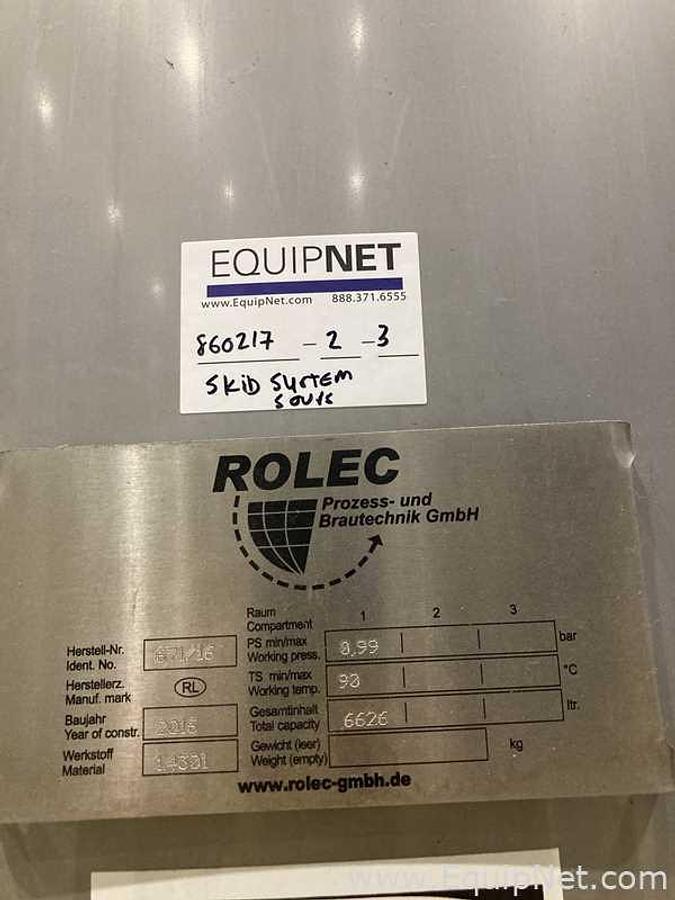 EQUIPNET
www.EquipNet.com 888.371.6555
860217 - 2 - 3
SKID SYSTEM
ROLEC
Prozess- und
Brautechnik GmbH
Raum
Compartment 1 2 3
Herstell-Nr.
Ident. No. 671/16
PS min/max
Working press. 0,99 bar
Herstellerz.
Manuf. mark RL
TS min/max
Working temp. 90 °C
Baujahr
Year of constr. 2016
Gesamtinhalt
Total capacity 6626 ltr.
Werkstoff
Material 1.4301
Gewicht (leer)
Weight (empty) kg
www.rolec-gmbh.de
www.EquipNet.com